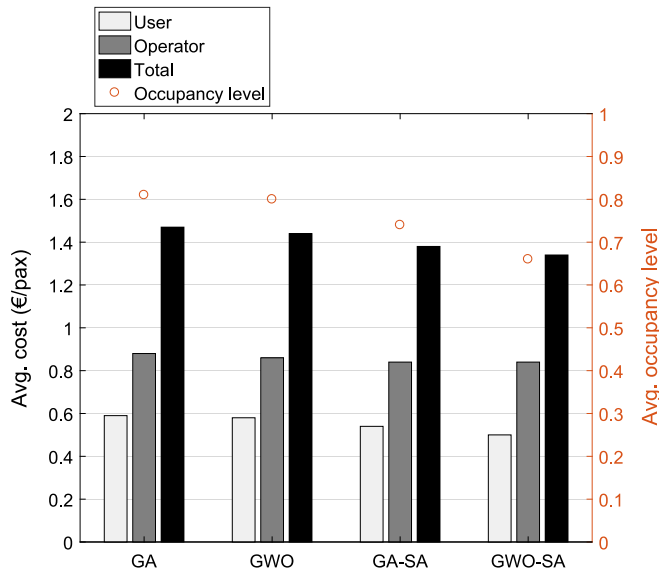 User
Operator
Total
Occupancy level
Avg. cost (€/pax)
2
1.8
1.6
1.4
1.2
1
0.8
0.6
0.4
0.2
0
GA
GWO
GA-SA
GWO-SA
1
0.9
0.8
0.7
0.6
0.5
0.4
0.3
0.2
0.1
0
Avg. occupancy level